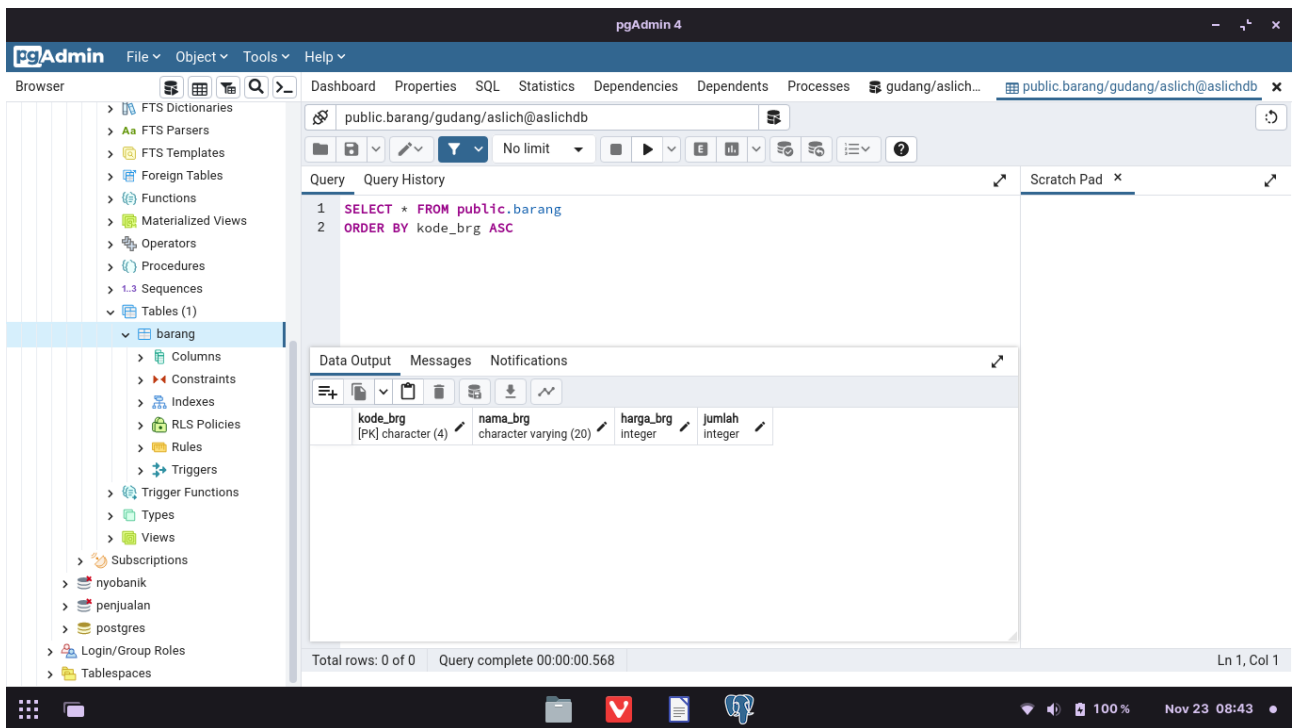 pgAdmin 4
pgAdmin File Object Tools Help
Browser
Dashboard Properties SQL Statistics Dependencies Dependents Processes gudang/aslich... public.barang/gudang/aslich@aslichdb
FTS Dictionaries
Aa FTS Parsers
FTS Templates
Foreign Tables
Functions
Materialized Views
Operators
Procedures
1..3 Sequences
Tables (1)
barang
Columns
Constraints
Indexes
RLS Policies
Rules
Triggers
Trigger Functions
Types
Views
Subscriptions
nyobanik
penjualan
postgres
Login/Group Roles
Tablespaces
public.barang/gudang/aslich@aslichdb
No limit
E
Query Query History
Scratch Pad
1 SELECT * FROM public.barang
2 ORDER BY kode_brg ASC
Data Output Messages Notifications
kode_brg nama_brg harga_brg jumlah
[PK] character (4) character varying (20) integer integer
Total rows: 0 of 0 Query complete 00:00:00.568 Ln 1, Col 1
100 % Nov 23 08:43